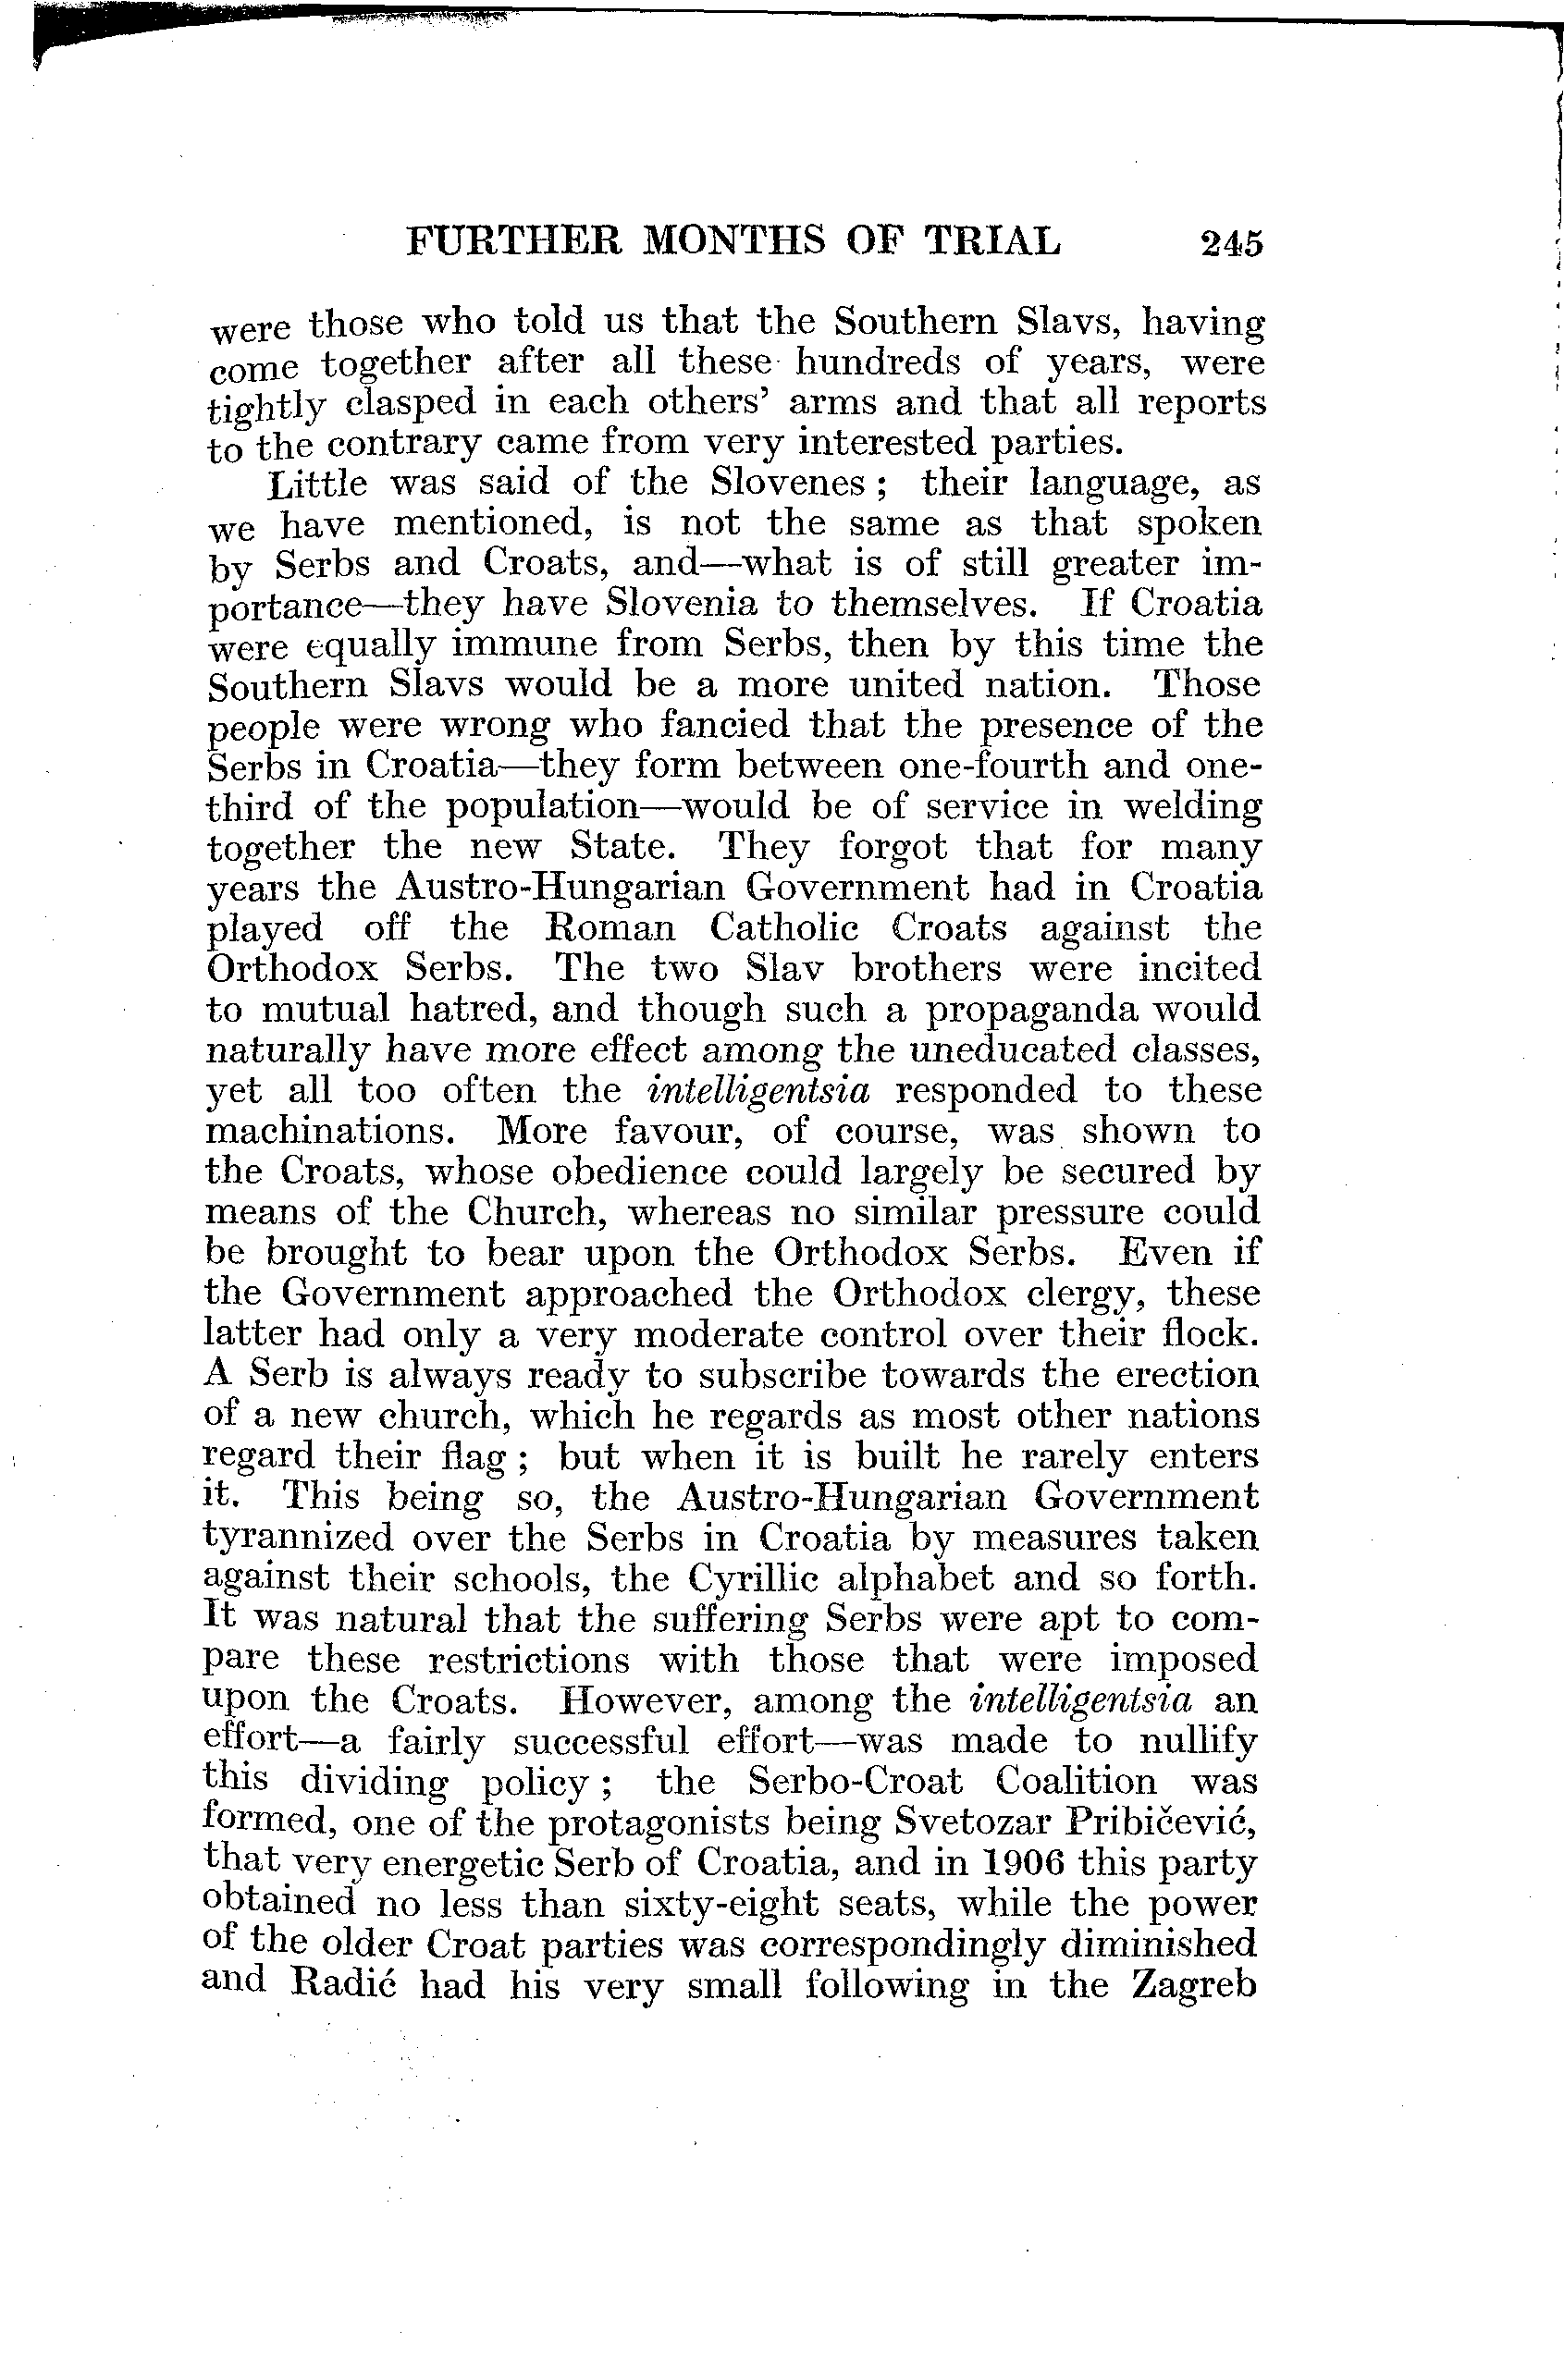 FURTHER MONTHS OF TRIAL 245
were those who told us that the Southern Slavs, having
come together after all these hundreds of years, were
tightly clasped in each others' arms and that all reports
to the contrary came from very interested parties.
Little was said of the Slovenes ; their language, as
we have mentioned, is not the same as that spoken
by Serbs and Croats, and—what is of still greater im-
portance—they have Slovenia to themselves. If Croatia
were equally immune from Serbs, then by this time the
Southern Slavs would be a more united nation. Those
people were wrong who fancied that the presence of the
Serbs in Croatia—they form between one-fourth and one-
third of the population—would be of service in welding
together the new State. They forgot that for many
years the Austro-Hungarian Government had in Croatia
played off the Roman Catholic Croats against the
Orthodox Serbs. The two Slav brothers were incited
to mutual hatred, and though such a propaganda would
naturally have more effect among the uneducated classes,
yet all too often the intelligentsia responded to these
machinations. More favour, of course, was shown to
the Croats, whose obedience could largely be secured by
means of the Church, whereas no similar pressure could
be brought to bear upon the Orthodox Serbs. Even if
the Government approached the Orthodox clergy, these
latter had only a very moderate control over their flock.
A Serb is always ready to subscribe towards the erection
of a new church, which he regards as most other nations
regard their flag ; but when it is built he rarely enters
it. This being so, the Austro-Hungarian Government
tyrannized over the Serbs in Croatia by measures taken
against their schools, the Cyrillic alphabet and so forth.
It was natural that the suffering Serbs were apt to com-
pare these restrictions with those that were imposed
upon the Croats. However, among the intelligentsia an
effort—a fairly successful effort—was made to nullify
this dividing policy ; the Serbo-Croat Coalition was
formed, one of the protagonists being Svetozar Pribičević,
that very energetic Serb of Croatia, and in 1906 this party
obtained no less than sixty-eight seats, while the power
of the older Croat parties was correspondingly diminished
and Radić had his very small following in the Zagreb